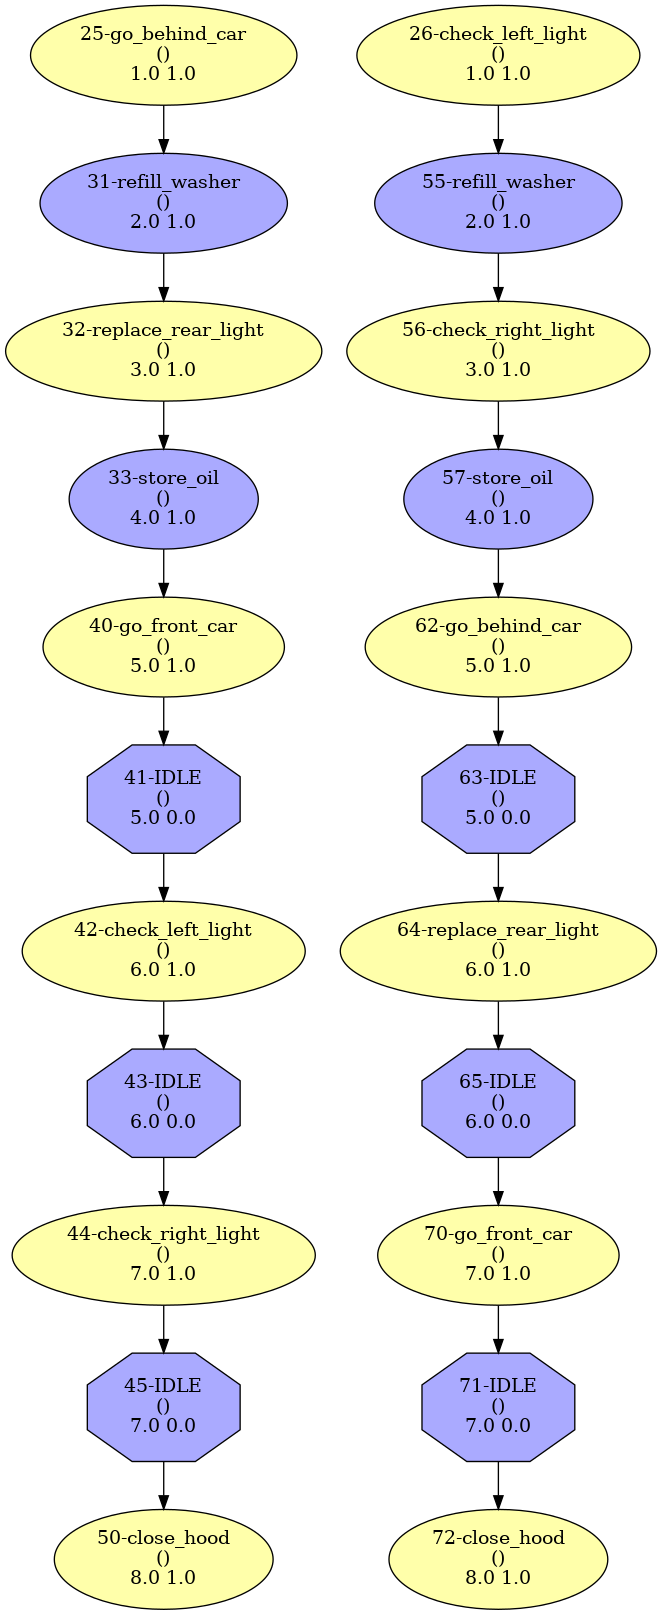 25-go_behind_car
()
1.0 1.0
26-check_left_light
()
1.0 1.0
31-refill_washer
()
2.0 1.0
55-refill_washer
()
2.0 1.0
32-replace_rear_light
()
3.0 1.0
56-check_right_light
()
3.0 1.0
33-store_oil
()
4.0 1.0
57-store_oil
()
4.0 1.0
40-go_front_car
()
5.0 1.0
62-go_behind_car
()
5.0 1.0
41-IDLE
()
5.0 0.0
63-IDLE
()
5.0 0.0
42-check_left_light
()
6.0 1.0
64-replace_rear_light
()
6.0 1.0
43-IDLE
()
6.0 0.0
65-IDLE
()
6.0 0.0
44-check_right_light
()
7.0 1.0
70-go_front_car
()
7.0 1.0
45-IDLE
()
7.0 0.0
71-IDLE
()
7.0 0.0
50-close_hood
()
8.0 1.0
72-close_hood
()
8.0 1.0